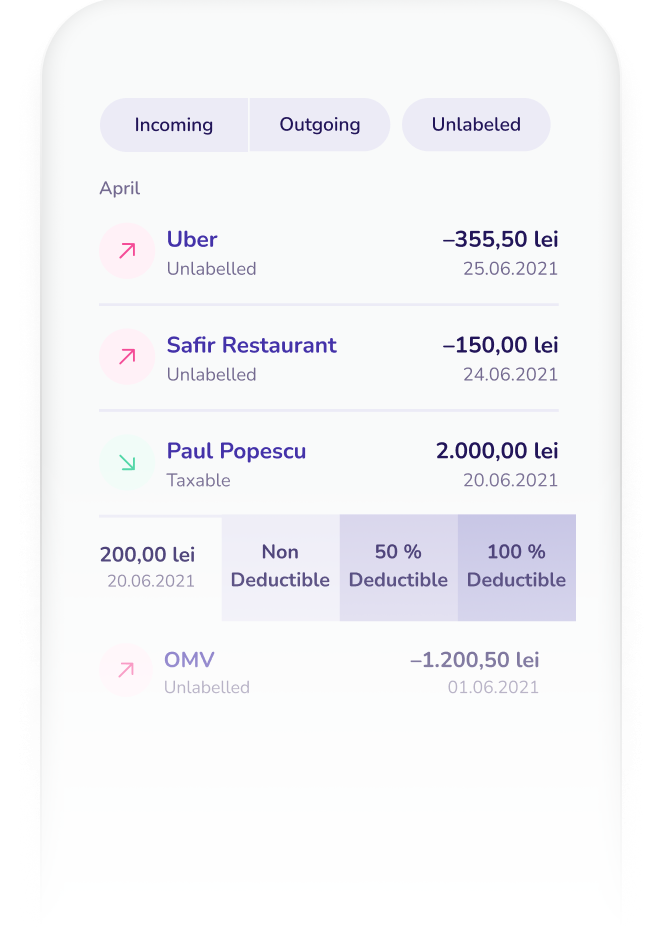 Incoming Outgoing Unlabeled
April
Uber –355,50 lei
Unlabelled 25.06.2021
Safir Restaurant –150,00 lei
Unlabelled 24.06.2021
Paul Popescu 2.000,00 lei
Taxable 20.06.2021
200,00 lei Non 50 % 100 %
20.06.2021 Deductible Deductible Deductible
OMV –1.200,50 lei
Unlabelled 01.06.2021